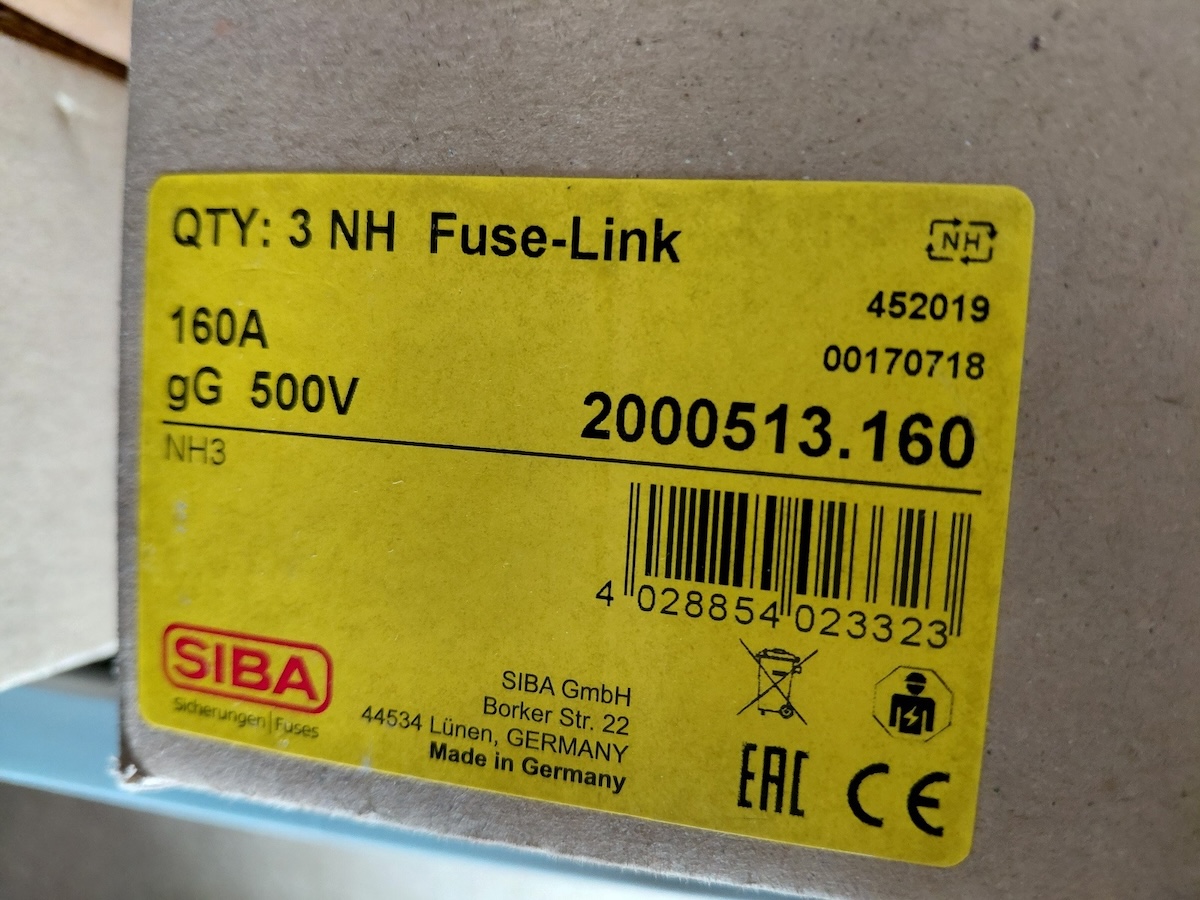 QTY: 3 NH Fuse-Link
NH
452019
160A
00170718
gG 500V
2000513.160
NH3
4 028854 023323
SIBA
Sicherungen | Fuses
SIBA GmbH
Borker Str. 22
44534 Lünen, GERMANY
Made in Germany
EAC
CE